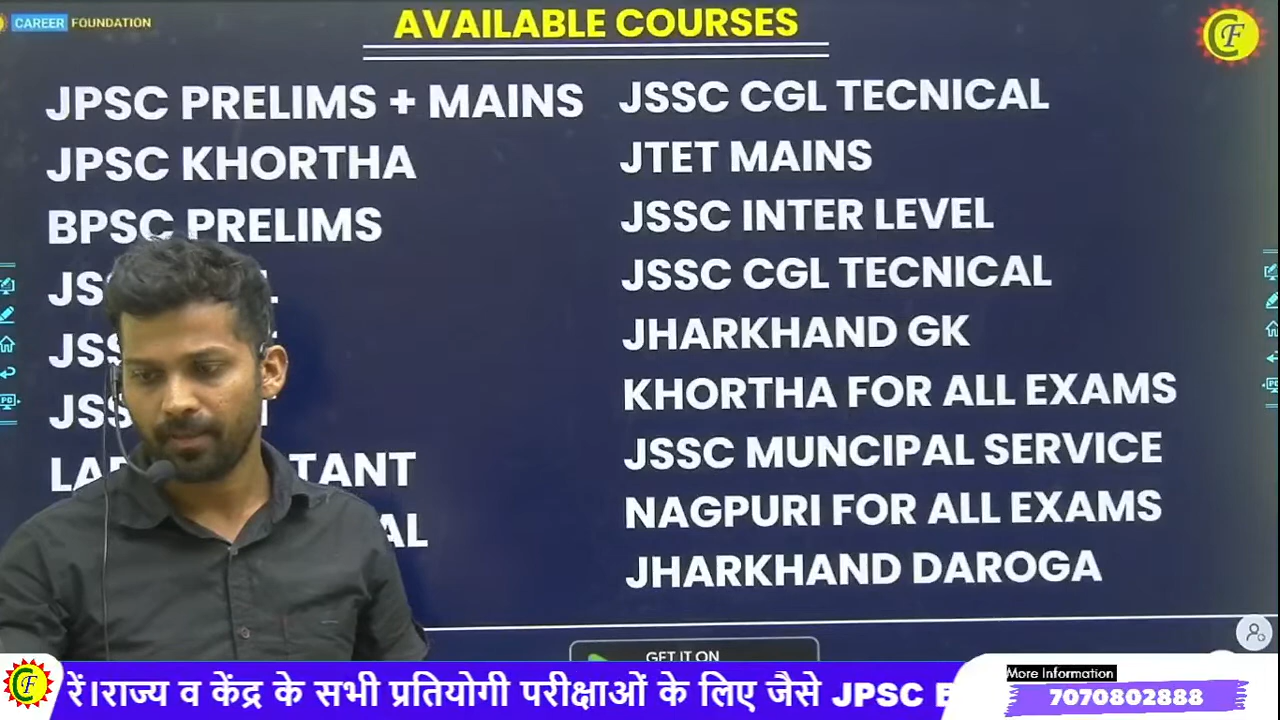 CAREER FOUNDATION
AVAILABLE COURSES
JPSC PRELIMS + MAINS
JPSC KHORTHA
BPSC PRELIMS
TANT
AL
JSSC CGL TECNICAL
JTET MAINS
JSSC INTER LEVEL
JSSC CGL TECNICAL
JHARKHAND GK
KHORTHA FOR ALL EXAMS
JSSC MUNCIPAL SERVICE
NAGPURI FOR ALL EXAMS
JHARKHAND DAROGA
GET IT ON
रें।राज्य व केंद्र के सभी प्रतियोगी परीक्षाओं के लिए जैसे JPSC
More Information
7070802888